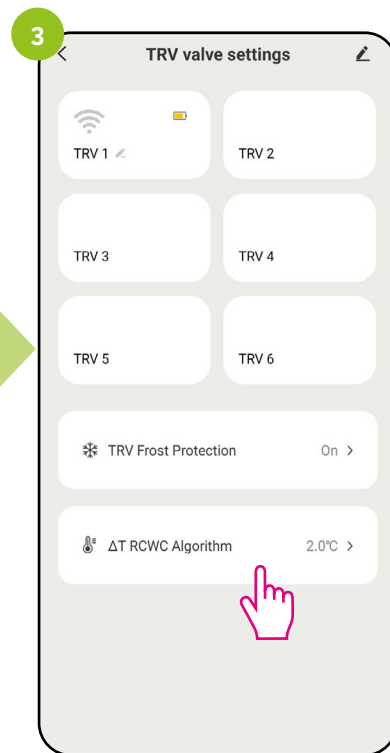 3
TRV valve settings
TRV 1
TRV 2
TRV 3
TRV 4
TRV 5
TRV 6
TRV Frost Protection On >
ΔT RCWC Algorithm 2.0℃ >